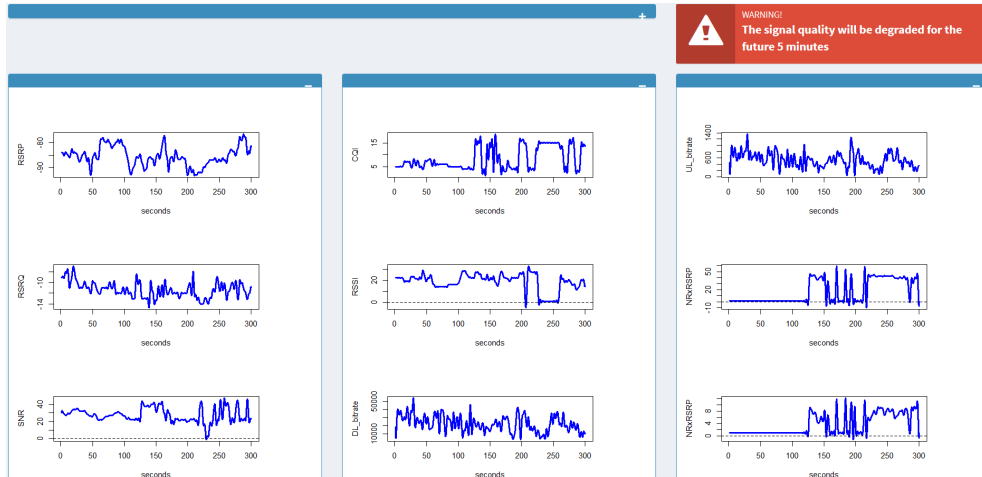 +
WARNING!
The signal quality will be degraded for the
future 5 minutes
–
–
–
RSRP
-80
-90
0 50 100 150 200 250 300
seconds
CQI
15
5
0 50 100 150 200 250 300
seconds
UL_bitrate
1400
600
0
0 50 100 150 200 250 300
seconds
RSRQ
-10
-14
0 50 100 150 200 250 300
seconds
RSSI
20
0
0 50 100 150 200 250 300
seconds
NRxRSRP
50
20
-10
0 50 100 150 200 250 300
seconds
SNR
40
20
0
0 50 100 150 200 250 300
seconds
DL_bitrate
50000
10000
0 50 100 150 200 250 300
seconds
NRxRSRP
8
4
0
0 50 100 150 200 250 300
seconds